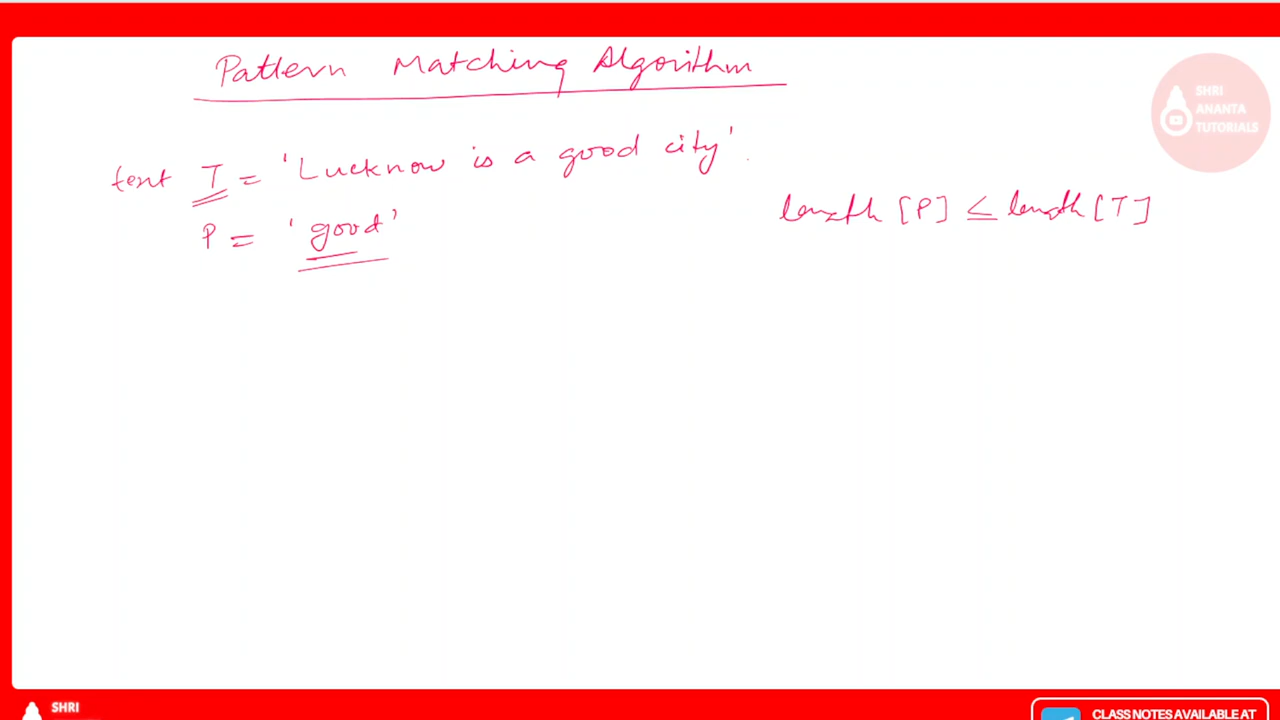 Pattern Matching Algorithm
SHRI
ANANTA
TUTORIALS
text T = 'Lucknow is a good city'.
length [P] ≤ length [T]
P = 'good'
SHRI
CLASS NOTES AVAILABLE AT